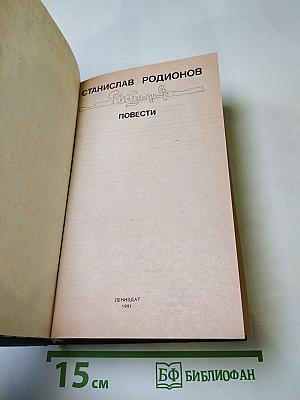 СТАНИСЛАВ РОДИОНОВ
ПОВЕСТИ
ЛЕНИЗДАТ
1991
15 см
БФ БИБЛИОФАН